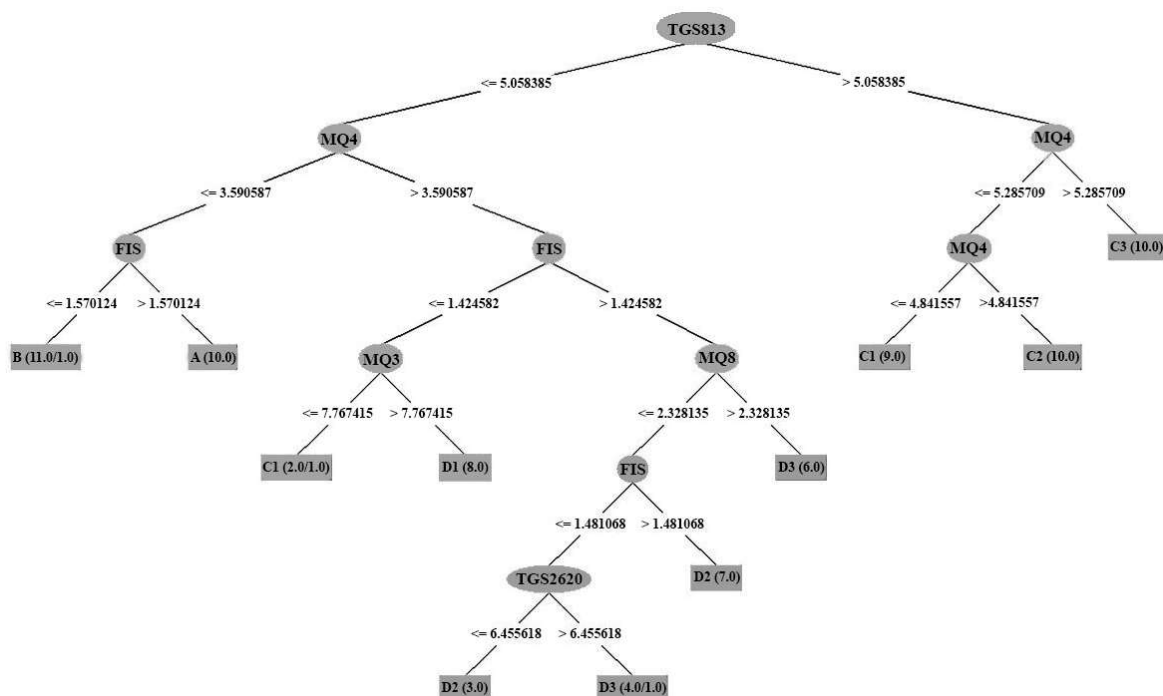 TGS813
<= 5.058385 > 5.058385
MQ4 MQ4
<= 3.590587 > 3.590587 <= 5.285709 > 5.285709
FIS FIS MQ4 C3 (10.0)
<= 1.570124 > 1.570124 <= 1.424582 > 1.424582 <= 4.841557 >4.841557
B (11.0/1.0) A (10.0) MQ3 MQ8 C1 (9.0) C2 (10.0)
<= 7.767415 > 7.767415 <= 2.328135 > 2.328135
C1 (2.0/1.0) D1 (8.0) FIS D3 (6.0)
<= 1.481068 > 1.481068
TGS2620 D2 (7.0)
<= 6.455618 > 6.455618
D2 (3.0) D3 (4.0/1.0)